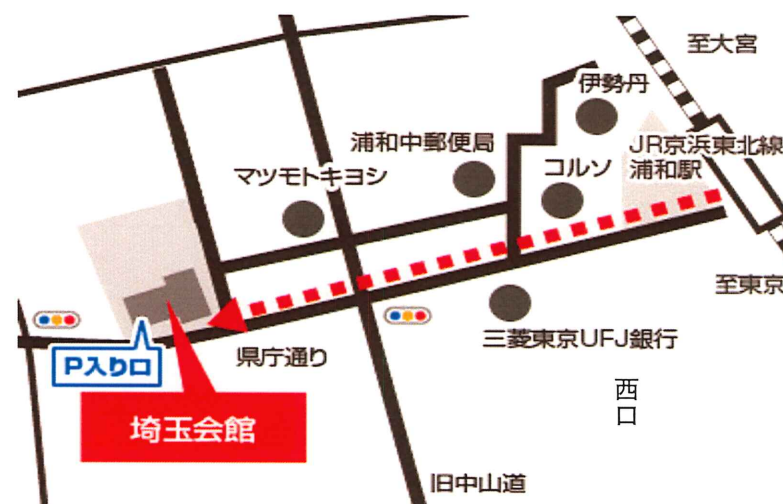 至大宮
伊勢丹
浦和中郵便局
JR京浜東北線
浦和駅
コルソ
マツモトキヨシ
至東京
三菱東京UFJ銀行
県庁通り
P入り口
西口
埼玉会館
旧中山道